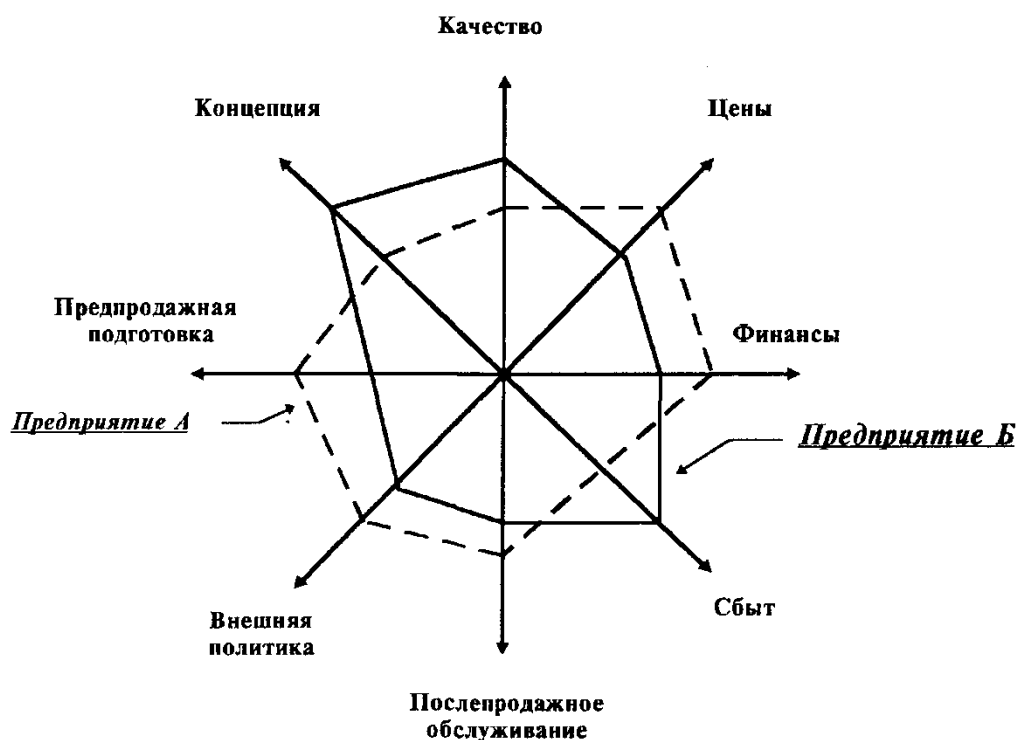 Качество
Концепция
Цены
Предпродажная
подготовка
Финансы
Предприятие А
Предприятие Б
Внешняя
политика
Сбыт
Послепродажное
обслуживание